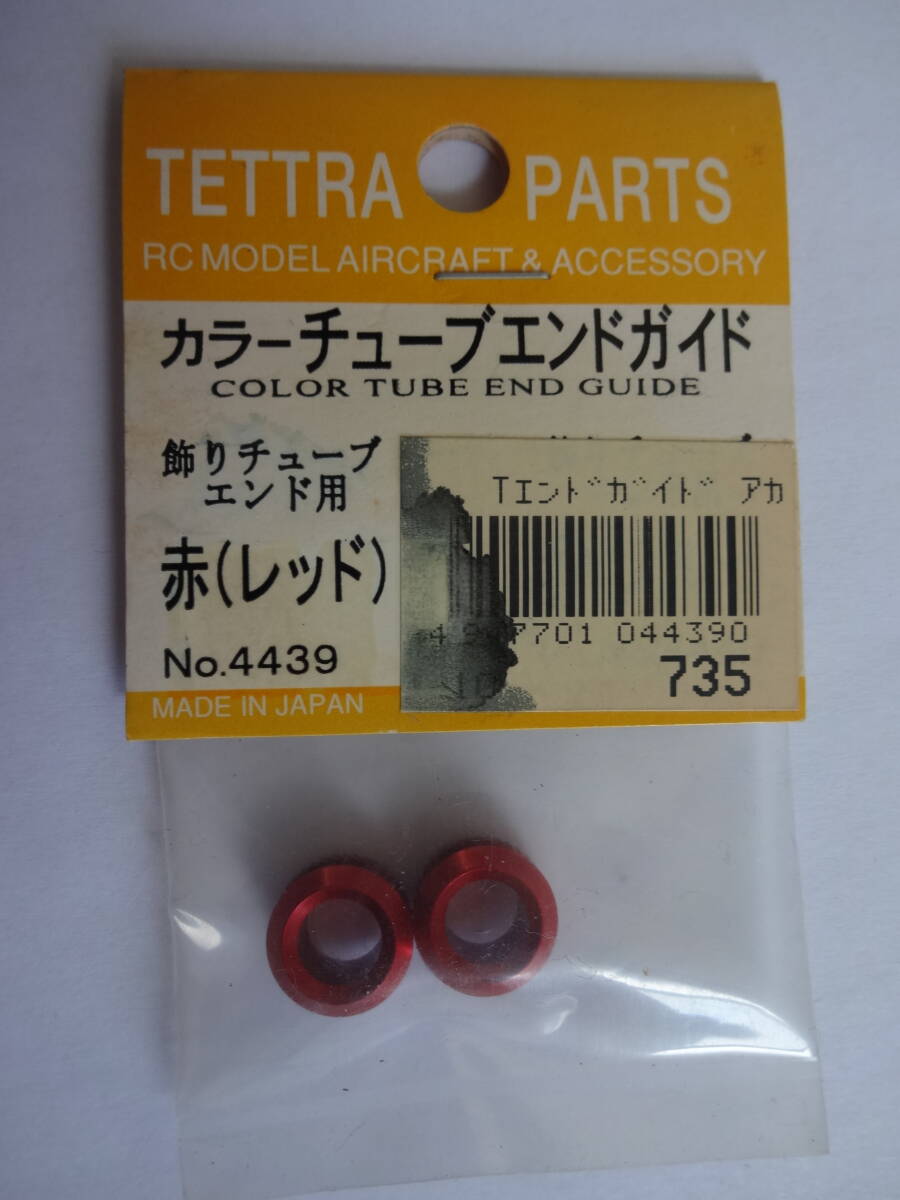 TETTRA PARTS
RC MODEL AIRCRAFT & ACCESSORY
カラーチューブエンドガイド
COLOR TUBE END GUIDE
飾りチューブ
エンド用
赤(レッド)
No.4439
MADE IN JAPAN
Tエンドガイド アカ
7701 044390
735